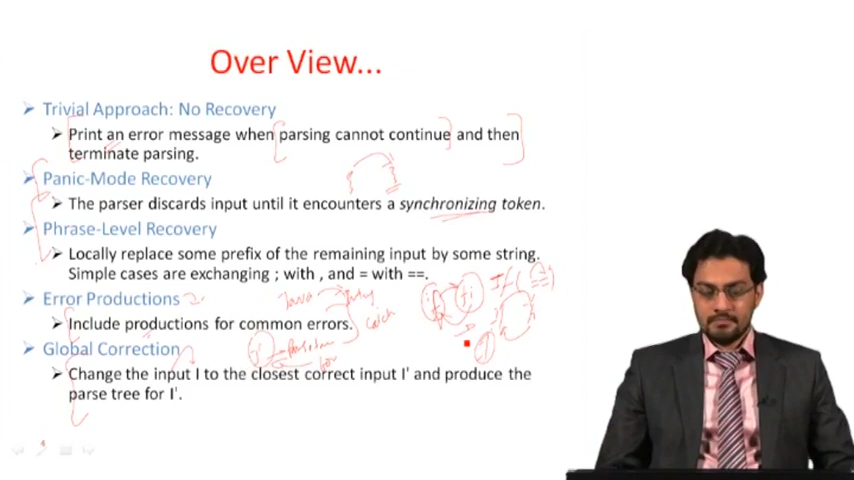 Over View...
➢ Trivial Approach: No Recovery
➢ Print an error message when parsing cannot continue and then
terminate parsing.
➢ Panic-Mode Recovery
➢ The parser discards input until it encounters a synchronizing token.
➢ Phrase-Level Recovery
➢ Locally replace some prefix of the remaining input by some string.
Simple cases are exchanging ; with , and = with ==.
➢ Error Productions
➢ Include productions for common errors.
Java
catch
➢ Global Correction
➢ Change the input I to the closest correct input I' and produce the
parse tree for I'.